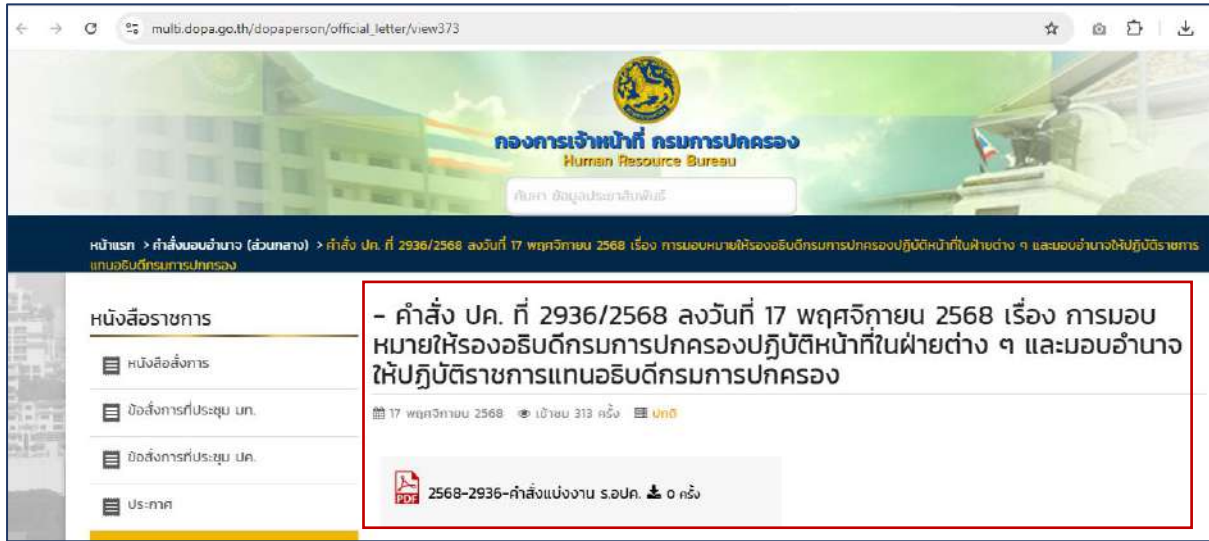 multi.dopa.go.th/dopaperson/official_letter/view373
กองการเจ้าหน้าที่ กรมการปกครอง
Human Resource Bureau
ค้นหา ข้อมูลประชาสัมพันธ์
หน้าแรก > คำสั่งมอบอำนาจ (ส่วนกลาง) > คำสั่ง ปค. ที่ 2936/2568 ลงวันที่ 17 พฤศจิกายน 2568 เรื่อง การมอบหมายให้รองอธิบดีกรมการปกครองปฏิบัติหน้าที่ในฝ่ายต่าง ๆ และมอบอำนาจให้ปฏิบัติราชการ
แทนอธิบดีกรมการปกครอง
หนังสือราชการ
หนังสือสั่งการ
ข้อสั่งการที่ประชุม มท.
ข้อสั่งการที่ประชุม ปค.
ประกาศ
- คำสั่ง ปค. ที่ 2936/2568 ลงวันที่ 17 พฤศจิกายน 2568 เรื่อง การมอบ
หมายให้รองอธิบดีกรมการปกครองปฏิบัติหน้าที่ในฝ่ายต่าง ๆ และมอบอำนาจ
ให้ปฏิบัติราชการแทนอธิบดีกรมการปกครอง
17 พฤศจิกายน 2568 เข้าชม 313 ครั้ง ปกติ
PDF 2568-2936-คำสั่งแบ่งงาน ร.อปค. 0 ครั้ง